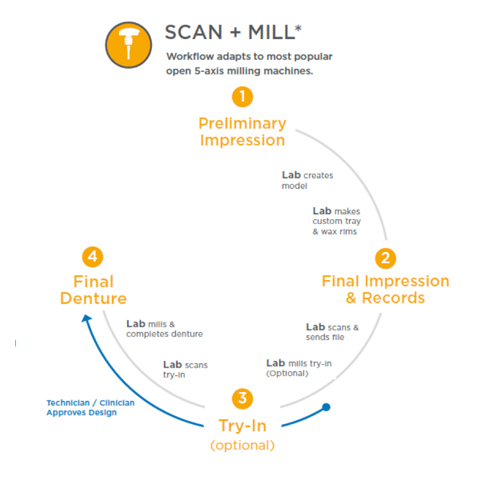 SCAN + MILL*
Workflow adapts to most popular
open 5-axis milling machines.
1
Preliminary
Impression
Lab creates
model
Lab makes
custom tray
& wax rims
2
Final Impression
& Records
Lab scans &
sends file
Lab mills try-in
(Optional)
3
Try-In
(optional)
Lab scans
try-in
Lab mills &
completes denture
4
Final
Denture
Technician / Clinician
Approves Design